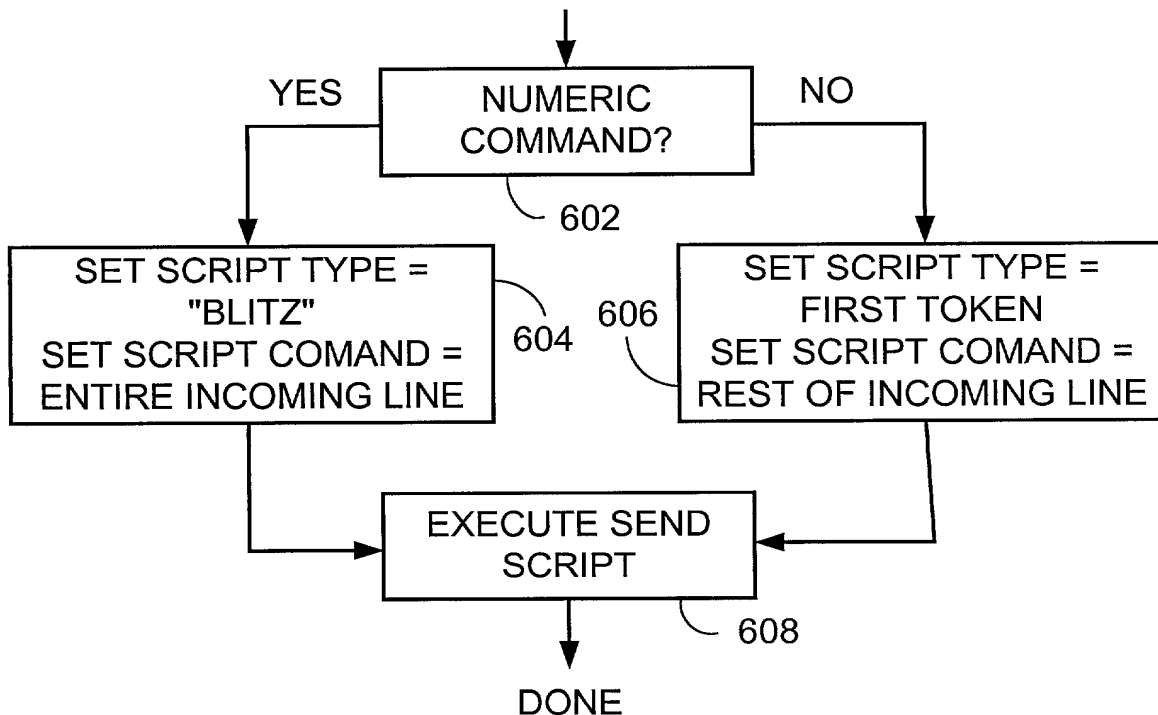 YES
NUMERIC
COMMAND?
NO
602
SET SCRIPT TYPE =
"BLITZ"
SET SCRIPT COMAND =
ENTIRE INCOMING LINE
604
606
SET SCRIPT TYPE =
FIRST TOKEN
SET SCRIPT COMAND =
REST OF INCOMING LINE
EXECUTE SEND
SCRIPT
608
DONE